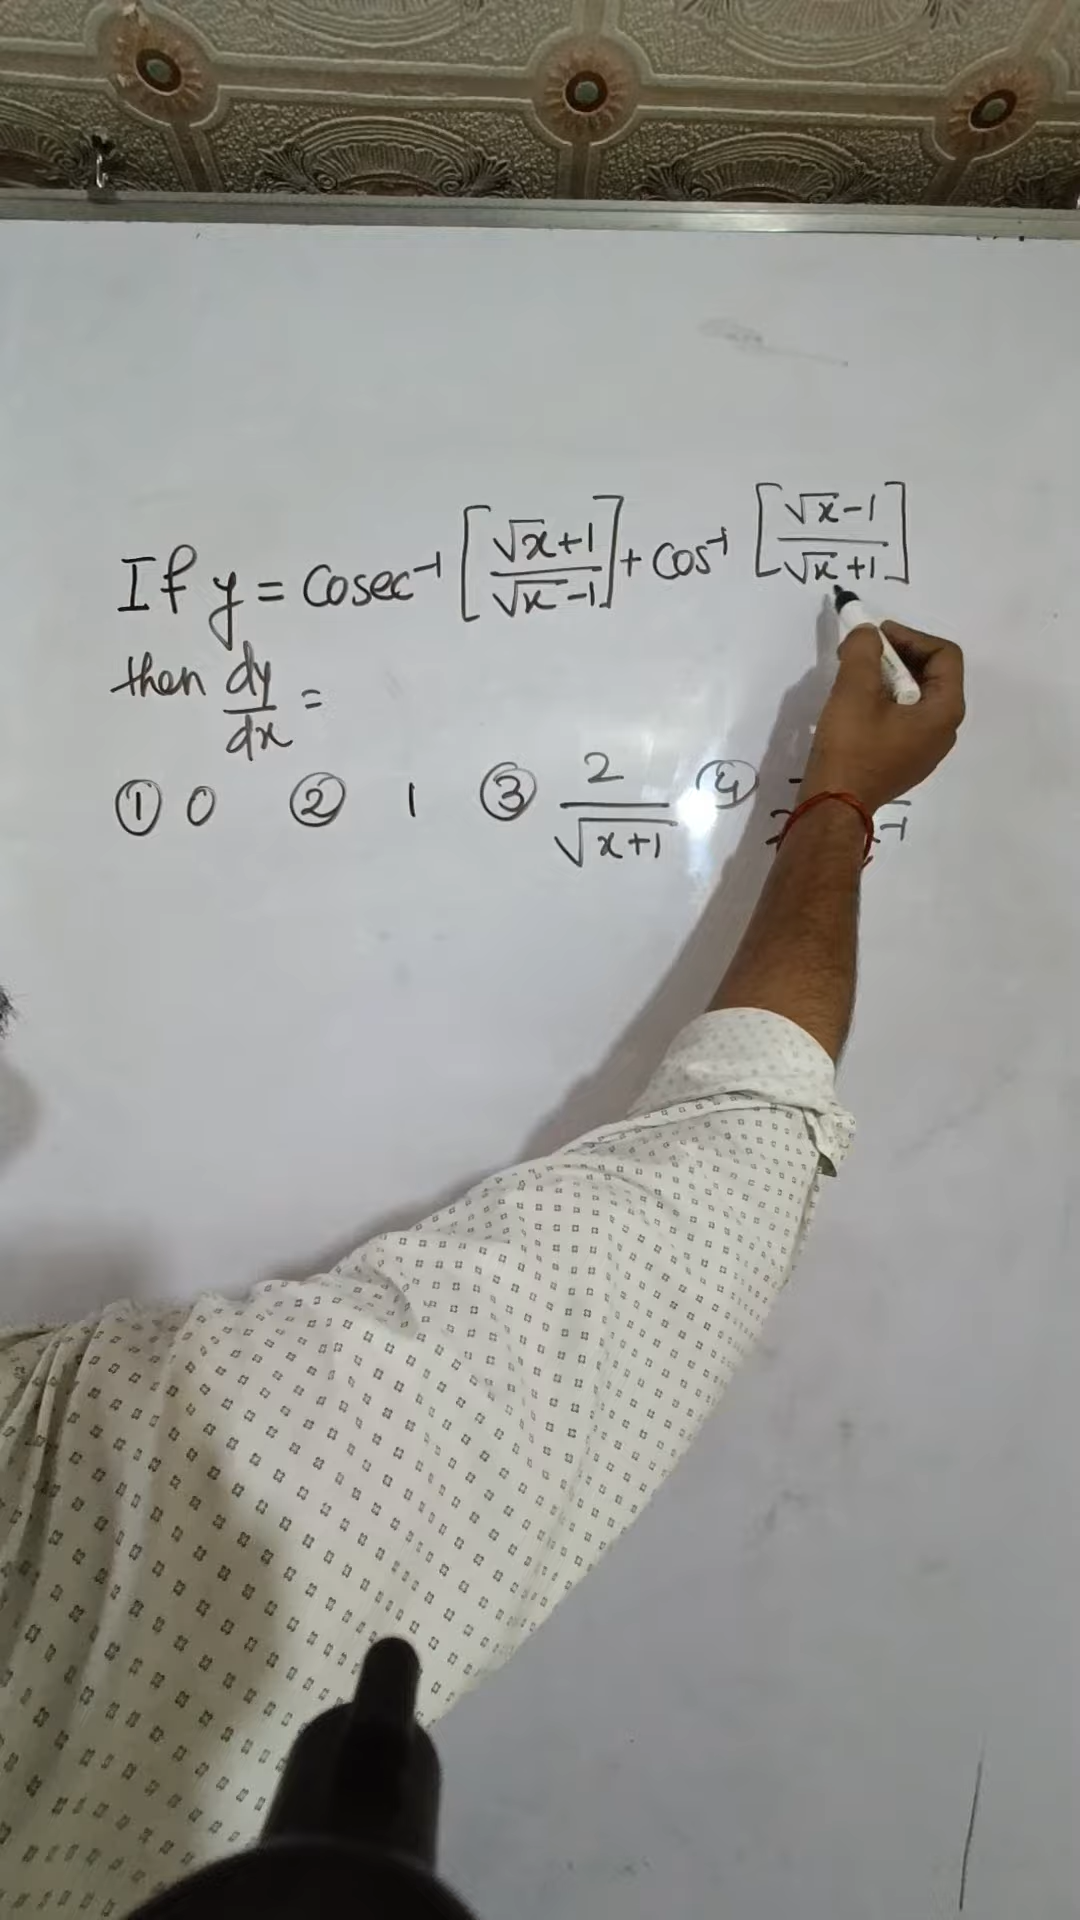 If y = Cosec⁻¹ [(√x+1)/(√x-1)] + Cos⁻¹ [(√x-1)/(√x+1)]
then dy/dx =
① 0 ② 1 ③ 2/√(x+1) ④